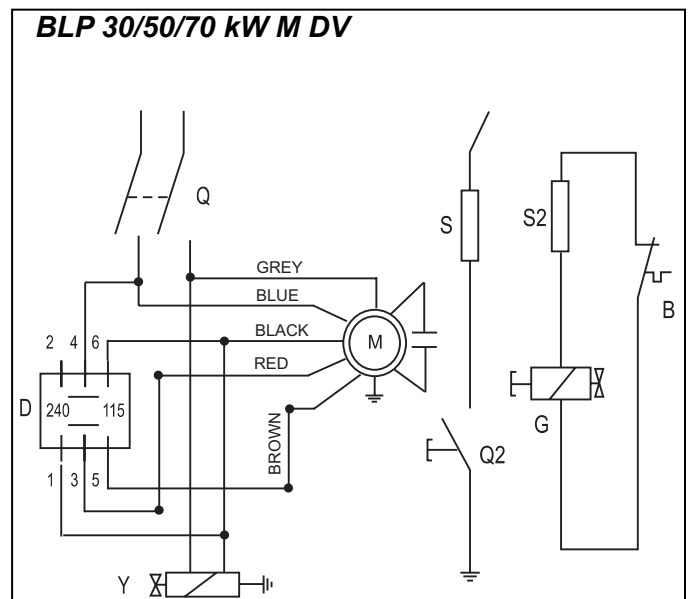 BLP 30/50/70 kW M DV
Q
S
S2
GREY
BLUE
B
BLACK
M
2 4 6
RED
D
240 115
G
BROWN
Q2
1 3 5
Y